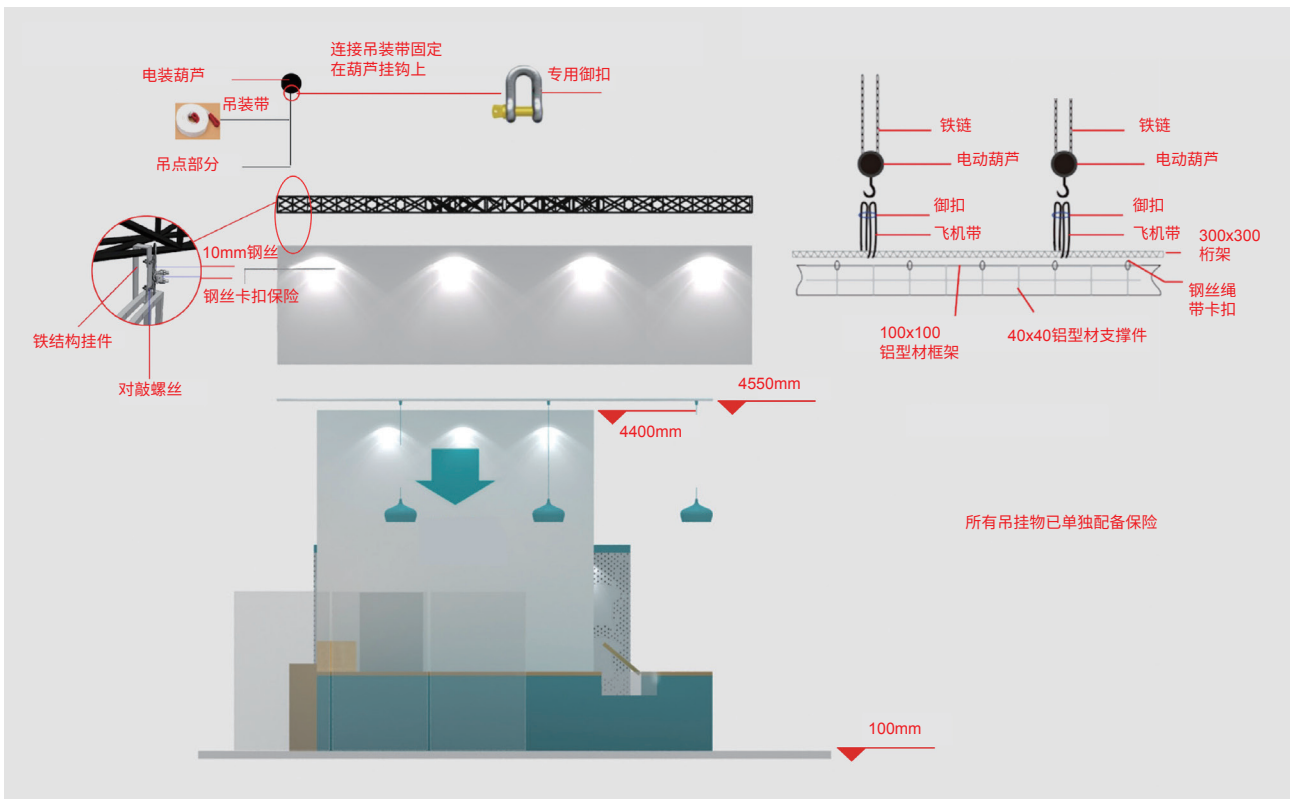 连接吊装带固定
在葫芦挂钩上
电装葫芦
专用御扣
吊装带
吊点部分
10mm钢丝
钢丝卡扣保险
铁结构挂件
对敲螺丝
铁链
铁链
电动葫芦
电动葫芦
御扣
御扣
飞机带
飞机带
300x300
桁架
钢丝绳
带卡扣
100x100
铝型材框架
40x40铝型材支撑件
4550mm
4400mm
所有吊挂物已单独配备保险
100mm